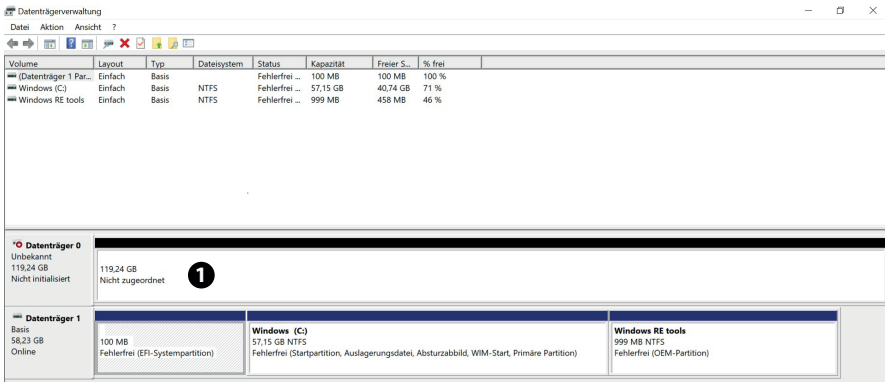 Datenträgerverwaltung
Datei Aktion Ansicht ?
Volume Layout Typ Dateisystem Status Kapazität Freier S... % frei
(Datenträger 1 Par... Einfach Basis Fehlerfrei ... 100 MB 100 MB 100 %
Windows (C:) Einfach Basis NTFS Fehlerfrei ... 57,15 GB 40,74 GB 71 %
Windows RE tools Einfach Basis NTFS Fehlerfrei ... 999 MB 458 MB 46 %
Datenträger 0
Unbekannt
119,24 GB
Nicht initialisiert
119,24 GB
Nicht zugeordnet
1
Datenträger 1
Basis
58,23 GB
Online
100 MB
Fehlerfrei (EFI-Systempartition)
Windows (C:)
57,15 GB NTFS
Fehlerfrei (Startpartition, Auslagerungsdatei, Absturzabbild, WIM-Start, Primäre Partition)
Windows RE tools
999 MB NTFS
Fehlerfrei (OEM-Partition)